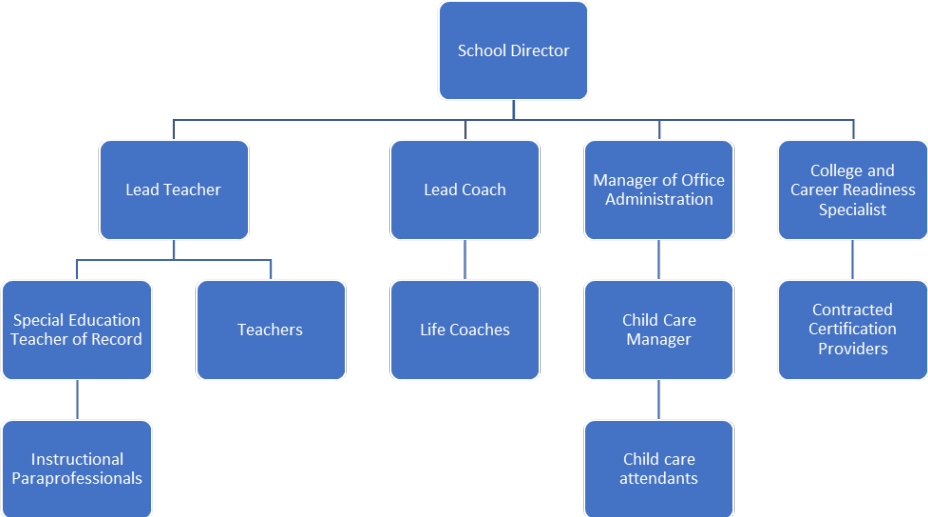 School Director
Lead Teacher
Lead Coach
Manager of Office
Administration
College and
Career Readiness
Specialist
Special Education
Teacher of Record
Teachers
Life Coaches
Child Care
Manager
Contracted
Certification
Providers
Instructional
Paraprofessionals
Child care
attendants